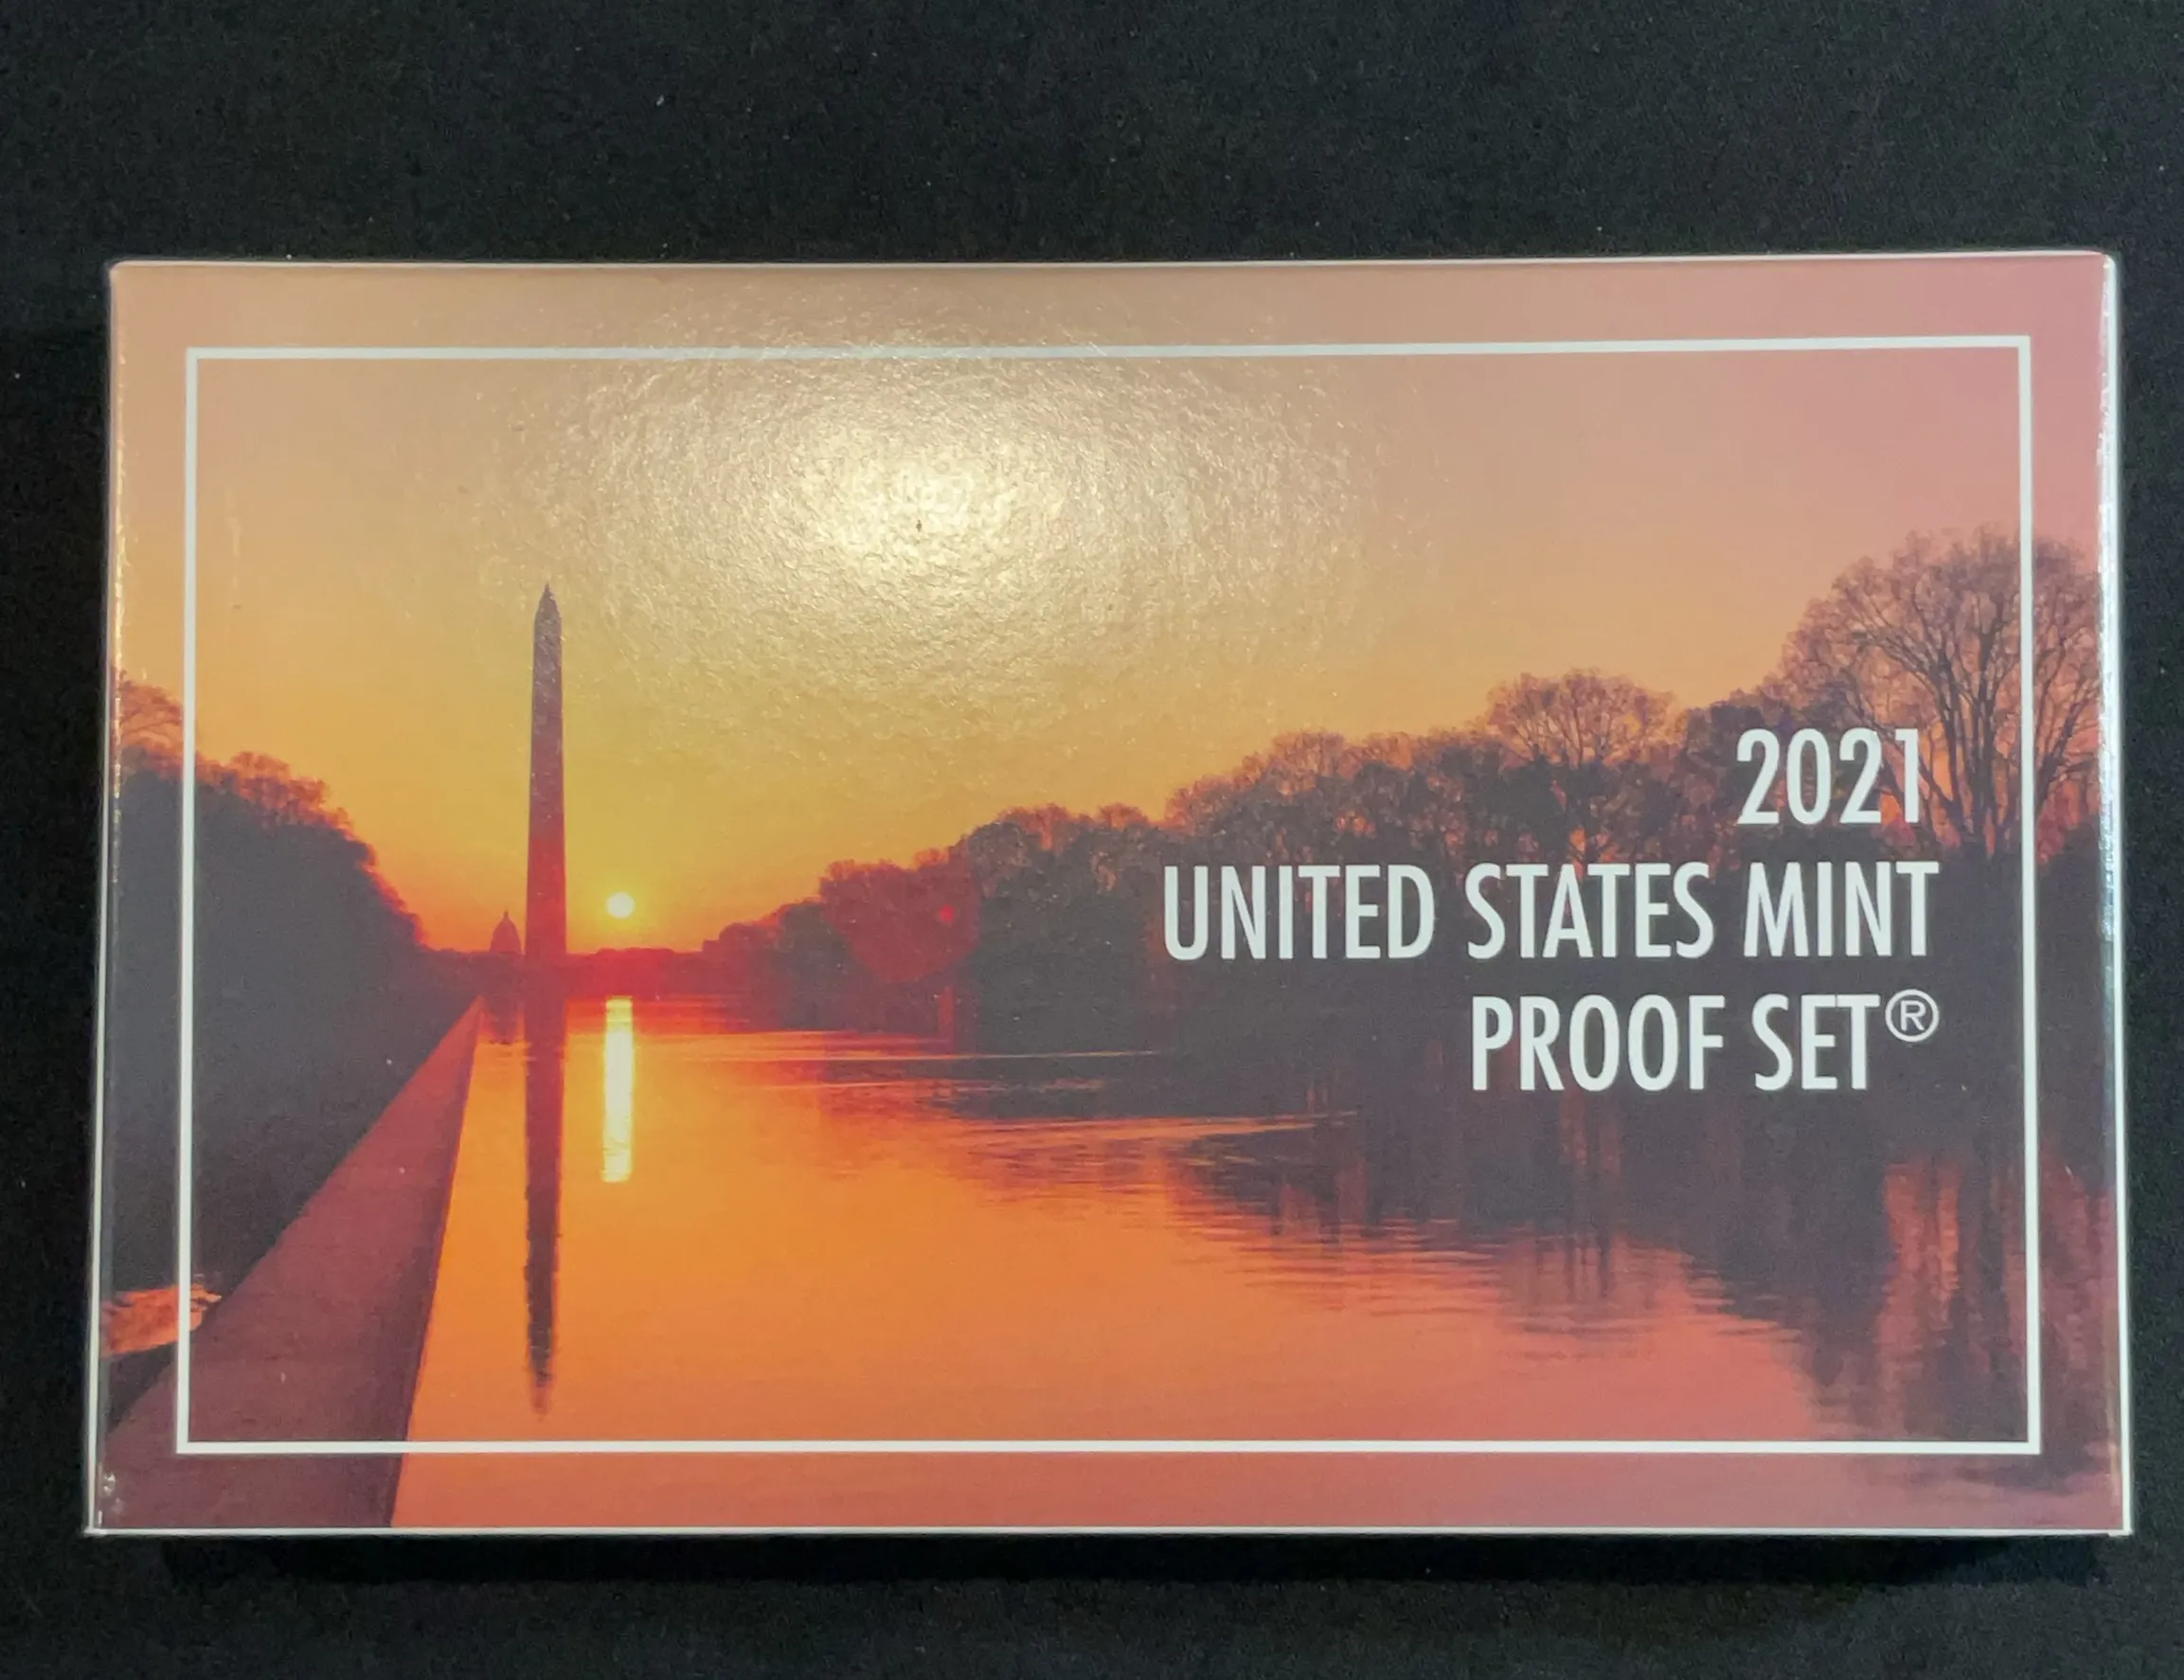 2021
UNITED STATES MINT
PROOF SET®